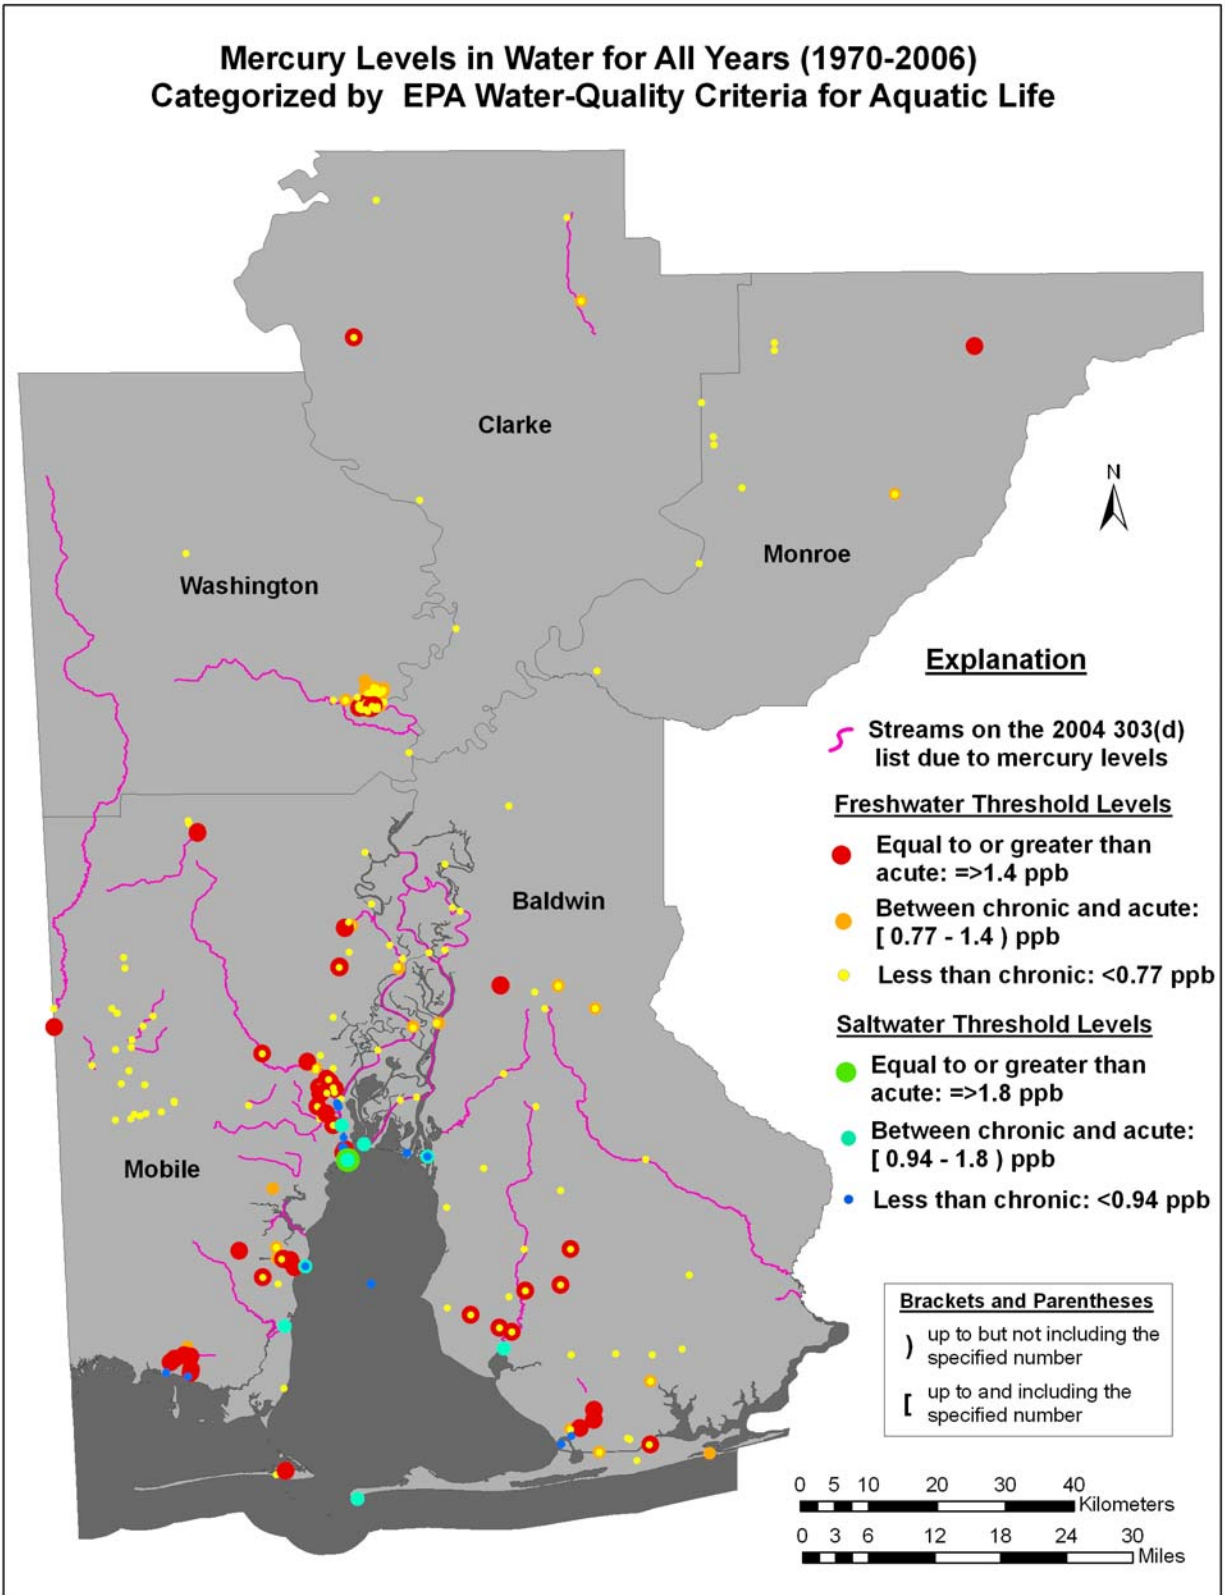 Mercury Levels in Water for All Years (1970-2006)
Categorized by EPA Water-Quality Criteria for Aquatic Life
Clarke
N
Monroe
Washington
Explanation
Streams on the 2004 303(d)
list due to mercury levels
Freshwater Threshold Levels
Equal to or greater than
acute: =>1.4 ppb
Baldwin
Between chronic and acute:
[ 0.77 - 1.4 ) ppb
Less than chronic: <0.77 ppb
Saltwater Threshold Levels
Equal to or greater than
acute: =>1.8 ppb
Between chronic and acute:
[ 0.94 - 1.8 ) ppb
Mobile
Less than chronic: <0.94 ppb
Brackets and Parentheses
) up to but not including the
specified number
[ up to and including the
specified number
0 5 10 20 30 40
Kilometers
0 3 6 12 18 24 30
Miles